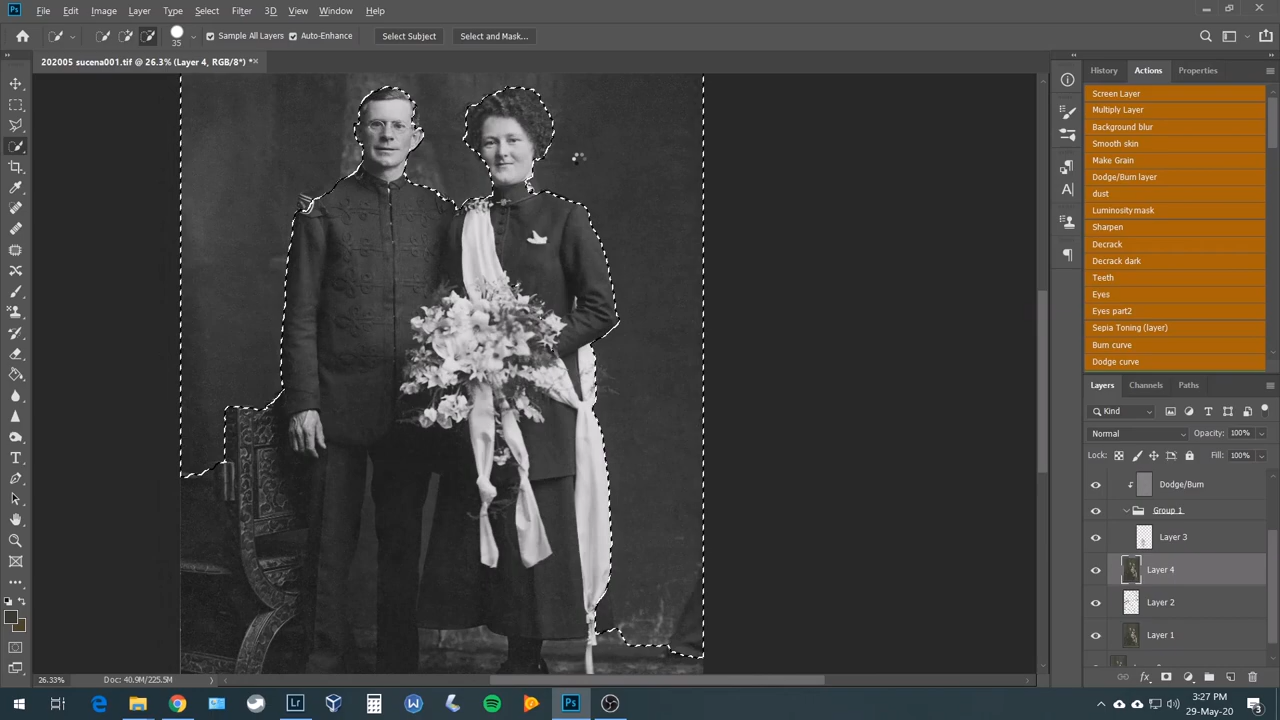 Ps File Edit Image Layer Type Select Filter 3D View Window Help
35 Sample All Layers Auto-Enhance Select Subject Select and Mask...
202005 sucena001.tif @ 26.3% (Layer 4, RGB/8*) *
History Actions Properties
Screen Layer
Multiply Layer
Background blur
Smooth skin
Make Grain
Dodge/Burn layer
dust
Luminosity mask
Sharpen
Decrack
Decrack dark
Teeth
Eyes
Eyes part2
Sepia Toning (layer)
Burn curve
Dodge curve
Layers Channels Paths
Kind
Normal Opacity: 100%
Lock: Fill: 100%
Dodge/Burn
Group 1
Layer 3
Layer 4
Layer 2
Layer 1
26.33% Doc: 40.9M/225.5M
Lr Ps 3:27 PM
29-May-20 3